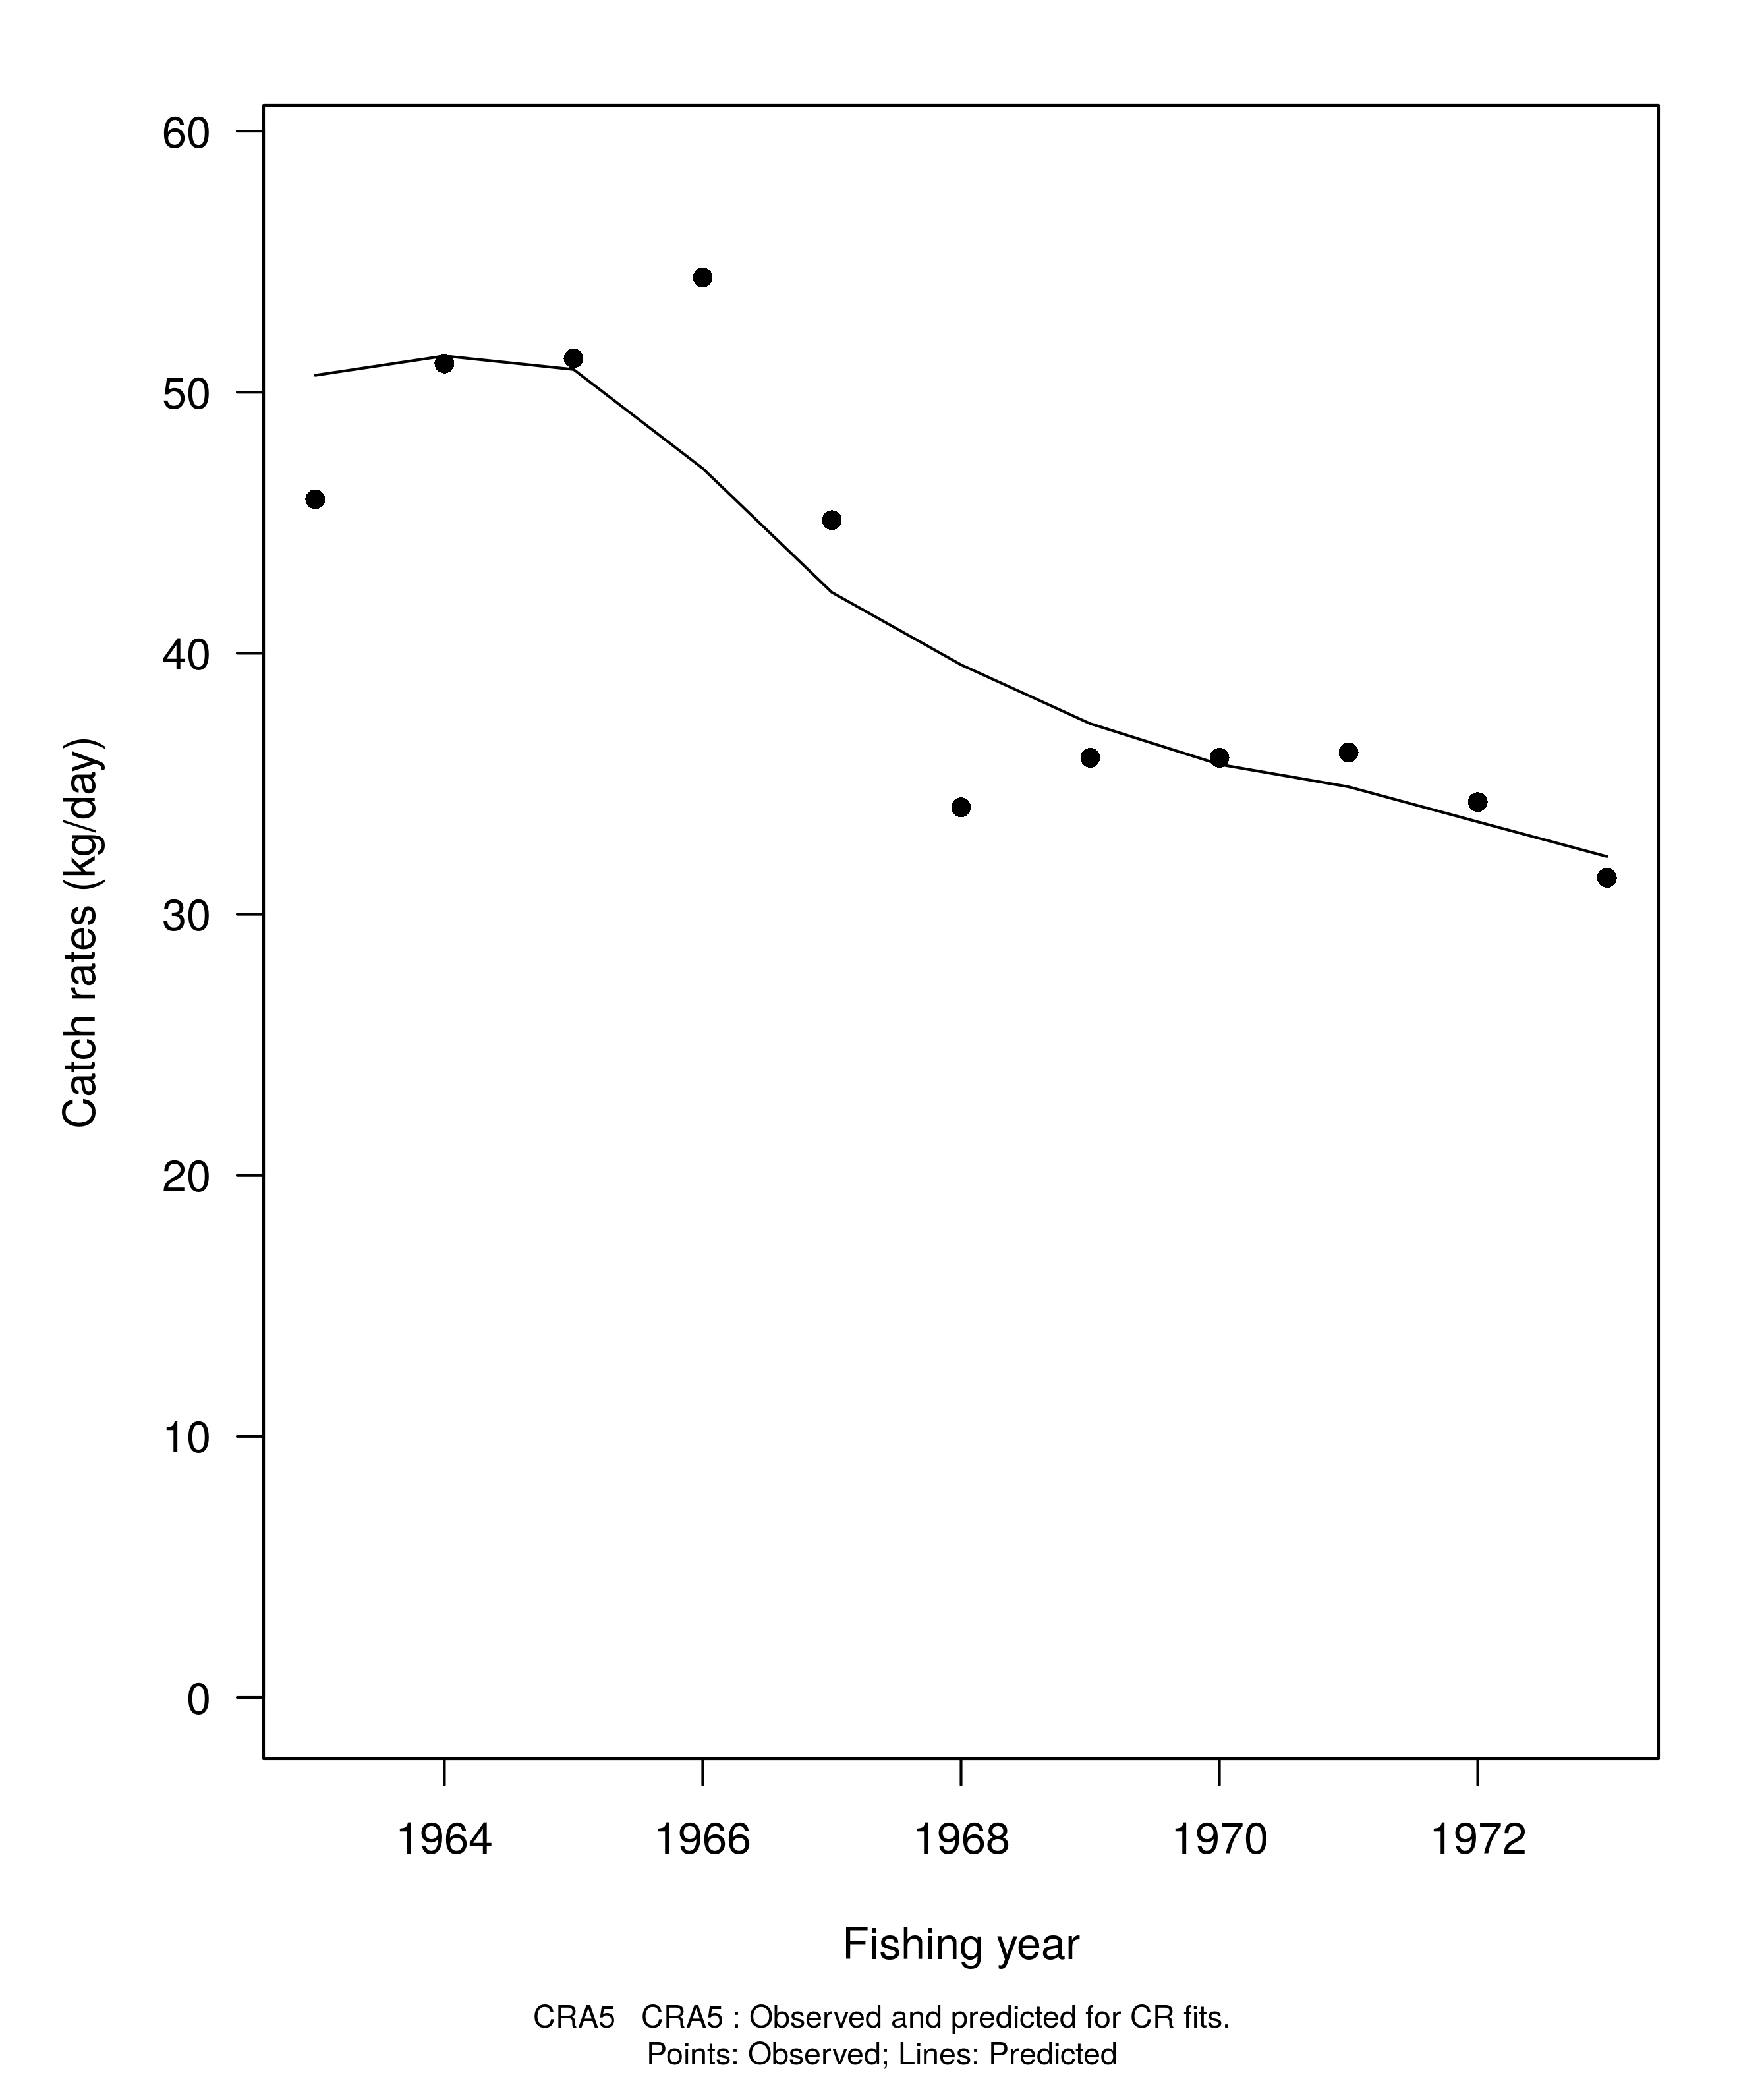 60
50
40
30
20
10
0
Catch rates (kg/day)
1964 1966 1968 1970 1972
Fishing year
CRA5 CRA5 : Observed and predicted for CR fits.
Points: Observed; Lines: Predicted